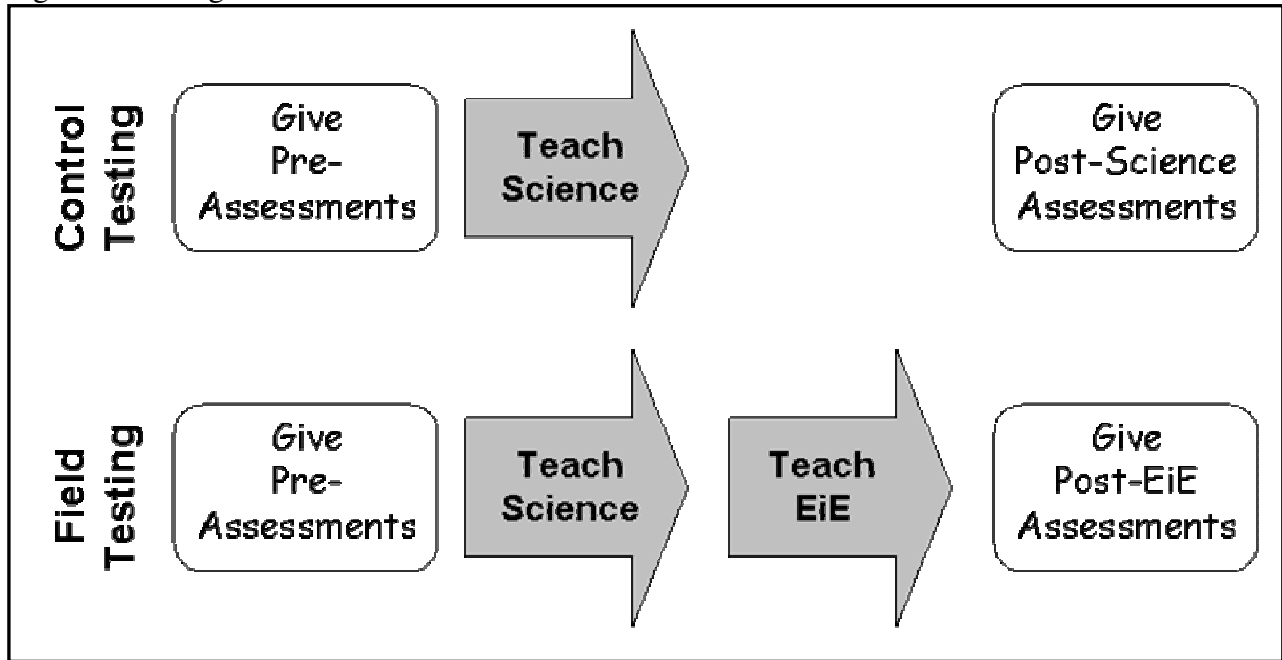 Control
Testing
Give
Pre-
Assessments
Teach
Science
Give
Post-Science
Assessments
Field
Testing
Give
Pre-
Assessments
Teach
Science
Teach
EiE
Give
Post-EiE
Assessments